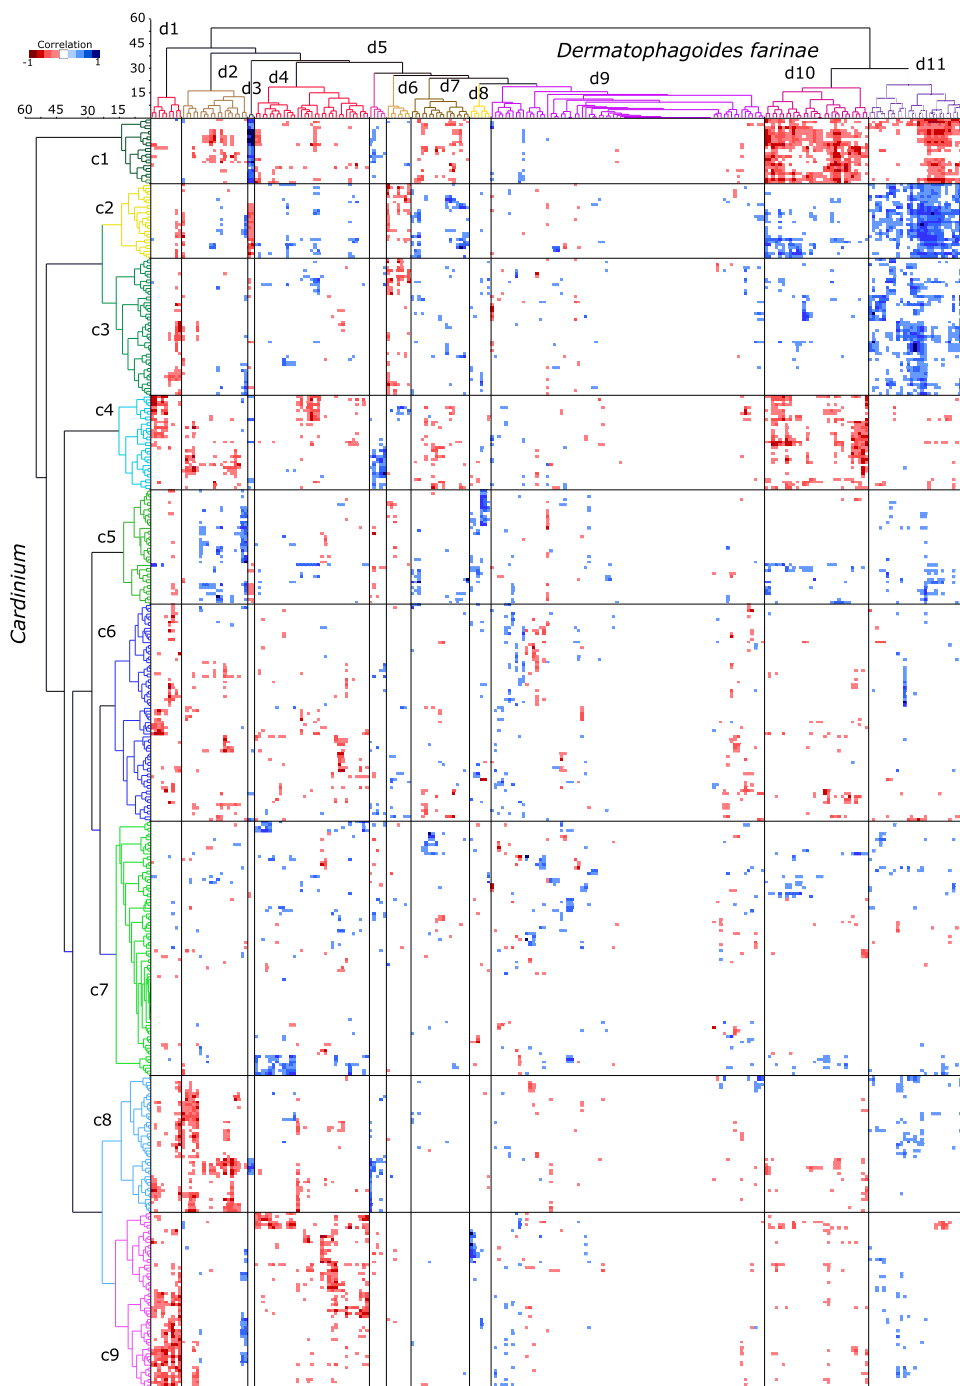 60
45
30
15
d1
d5
d2
d3
d4
d6
d7
d8
d9
d10
d11
Dermatophagoides farinae
Correlation
-1
1
60
45
30
15
c1
c2
c3
c4
c5
c6
c7
c8
c9
Cardinium